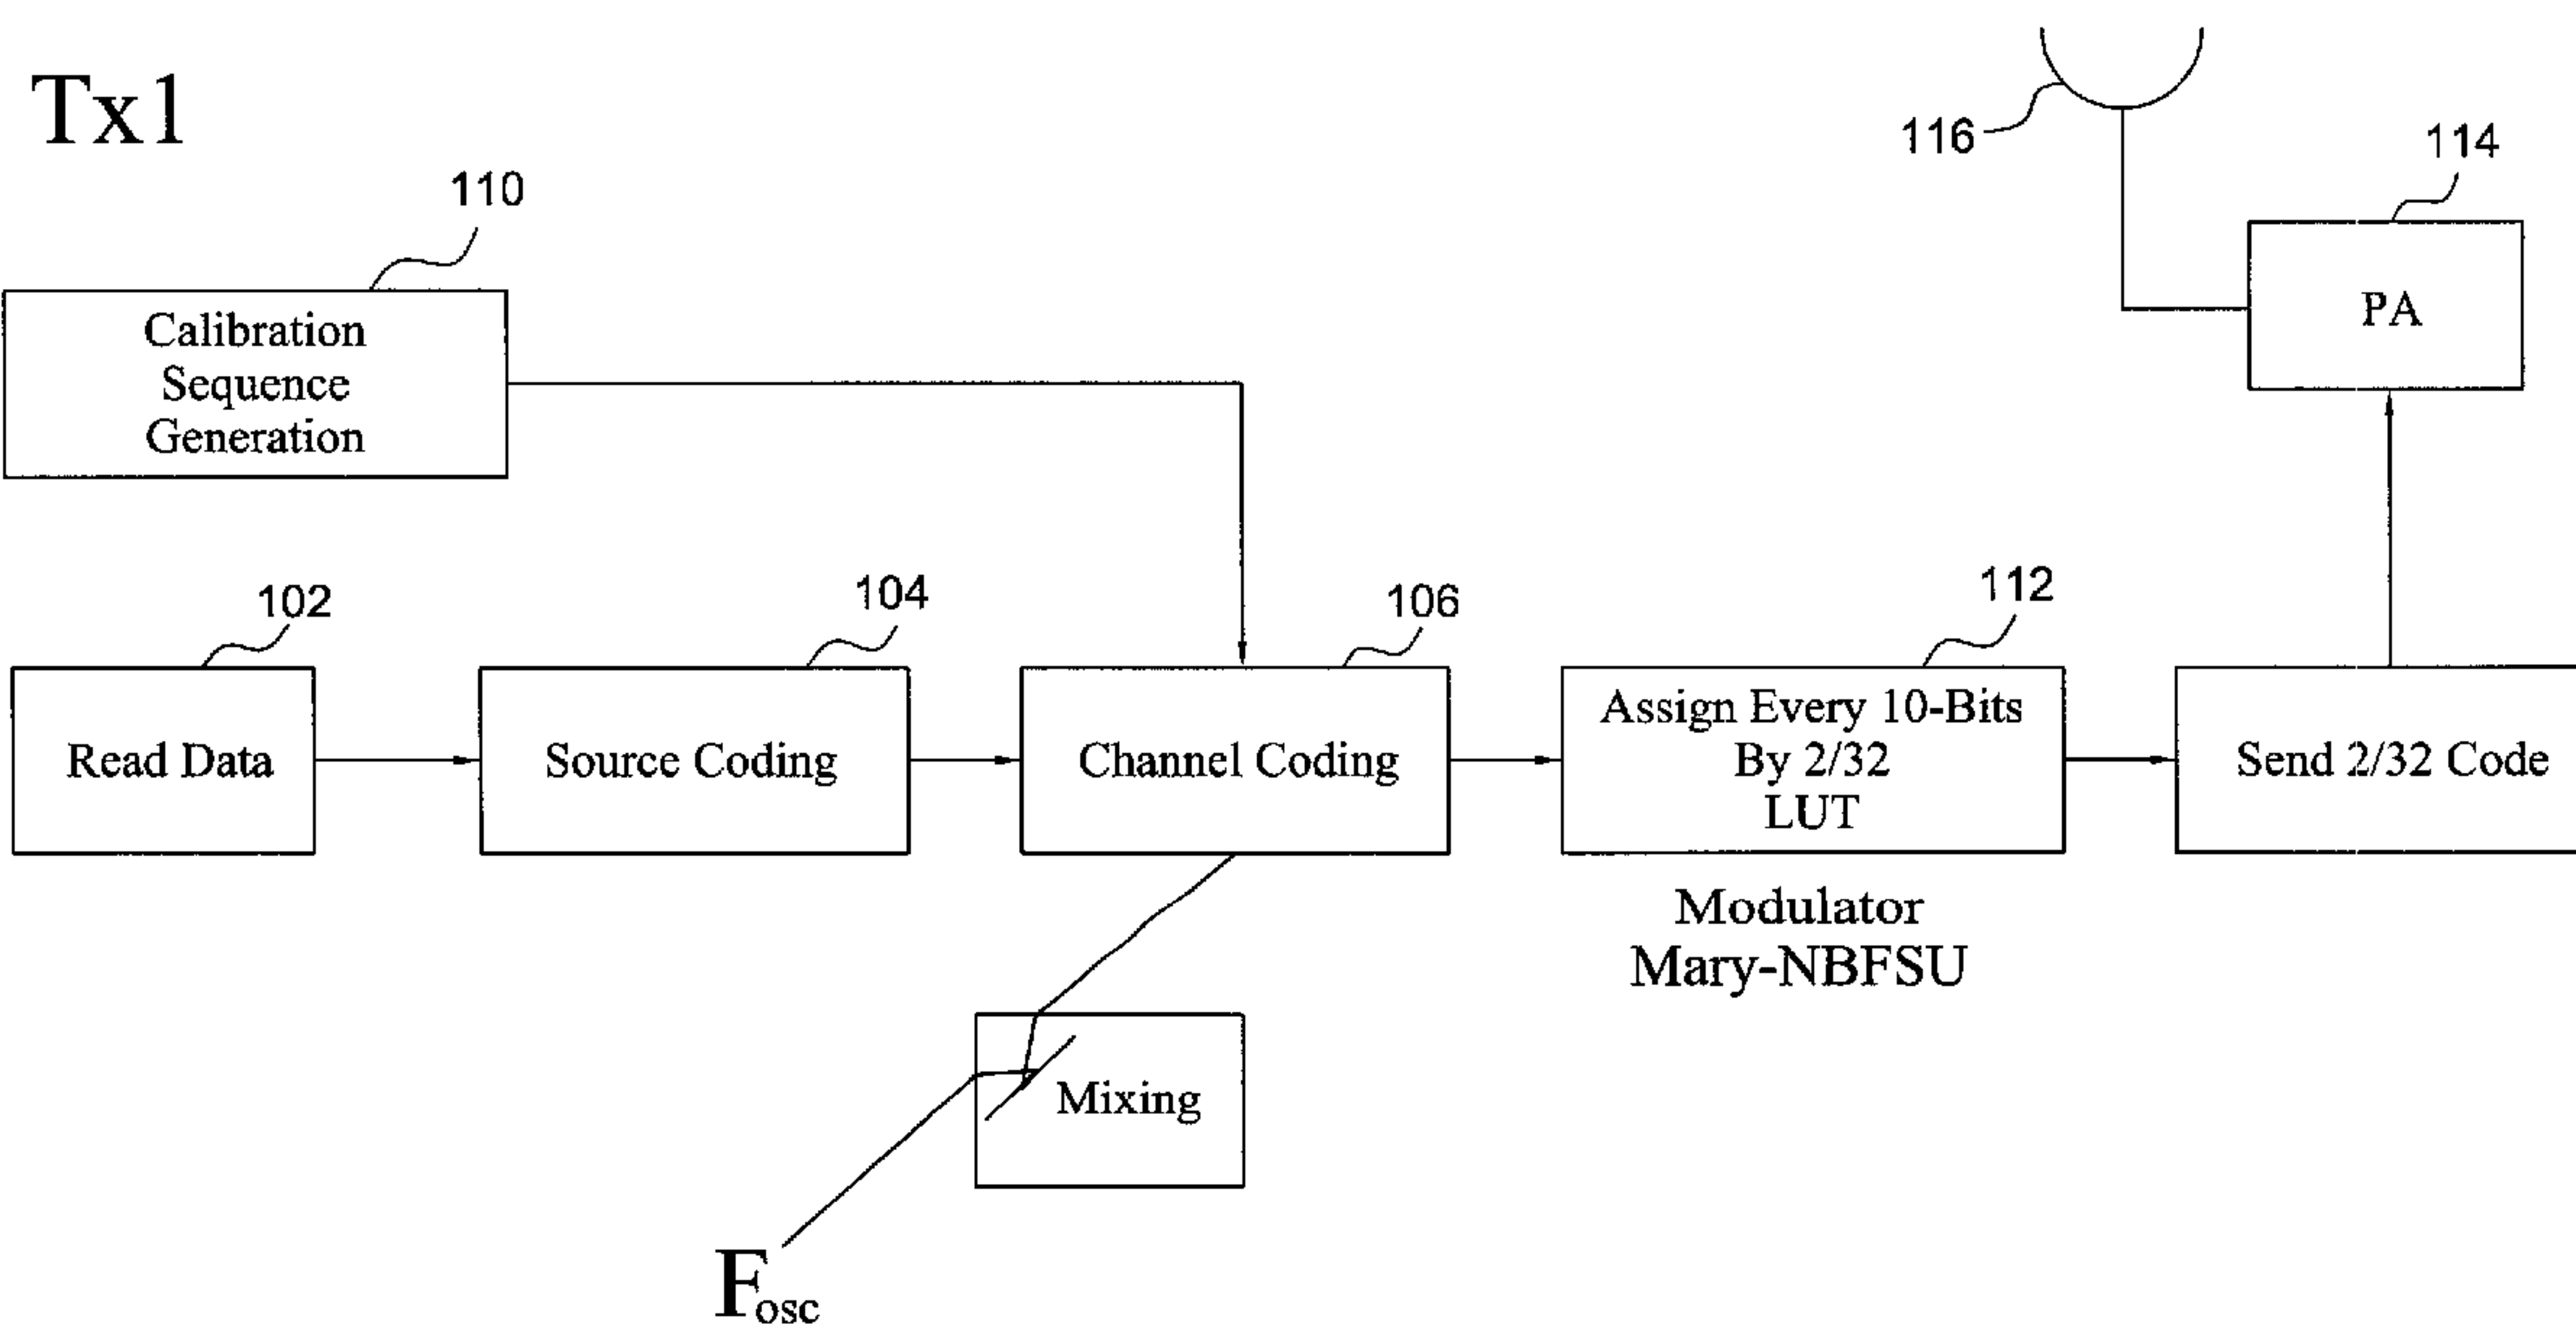 Tx1
116
114
110
Calibration
Sequence
Generation
PA
102
104
106
112
Read Data
Source Coding
Channel Coding
Assign Every 10-Bits
By 2/32
LUT
Send 2/32 Code
Modulator
Mary-NBFSU
Mixing
Fosc